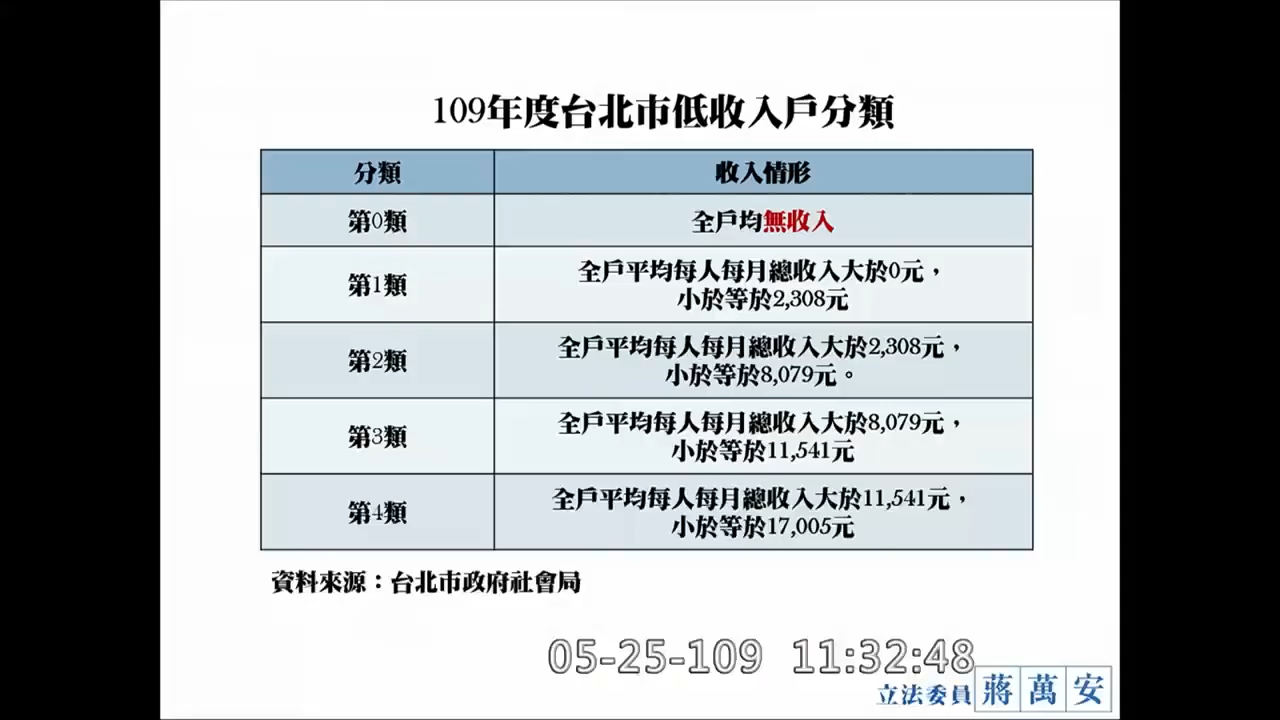 109年度台北市低收入戶分類
分類 收入情形
第0類 全戶均無收入
第1類 全戶平均每人每月總收入大於0元，
小於等於2,308元
第2類 全戶平均每人每月總收入大於2,308元，
小於等於8,079元。
第3類 全戶平均每人每月總收入大於8,079元，
小於等於11,541元
第4類 全戶平均每人每月總收入大於11,541元，
小於等於17,005元
資料來源：台北市政府社會局
05-25-109 11:32:48
立法委員 蔣萬安